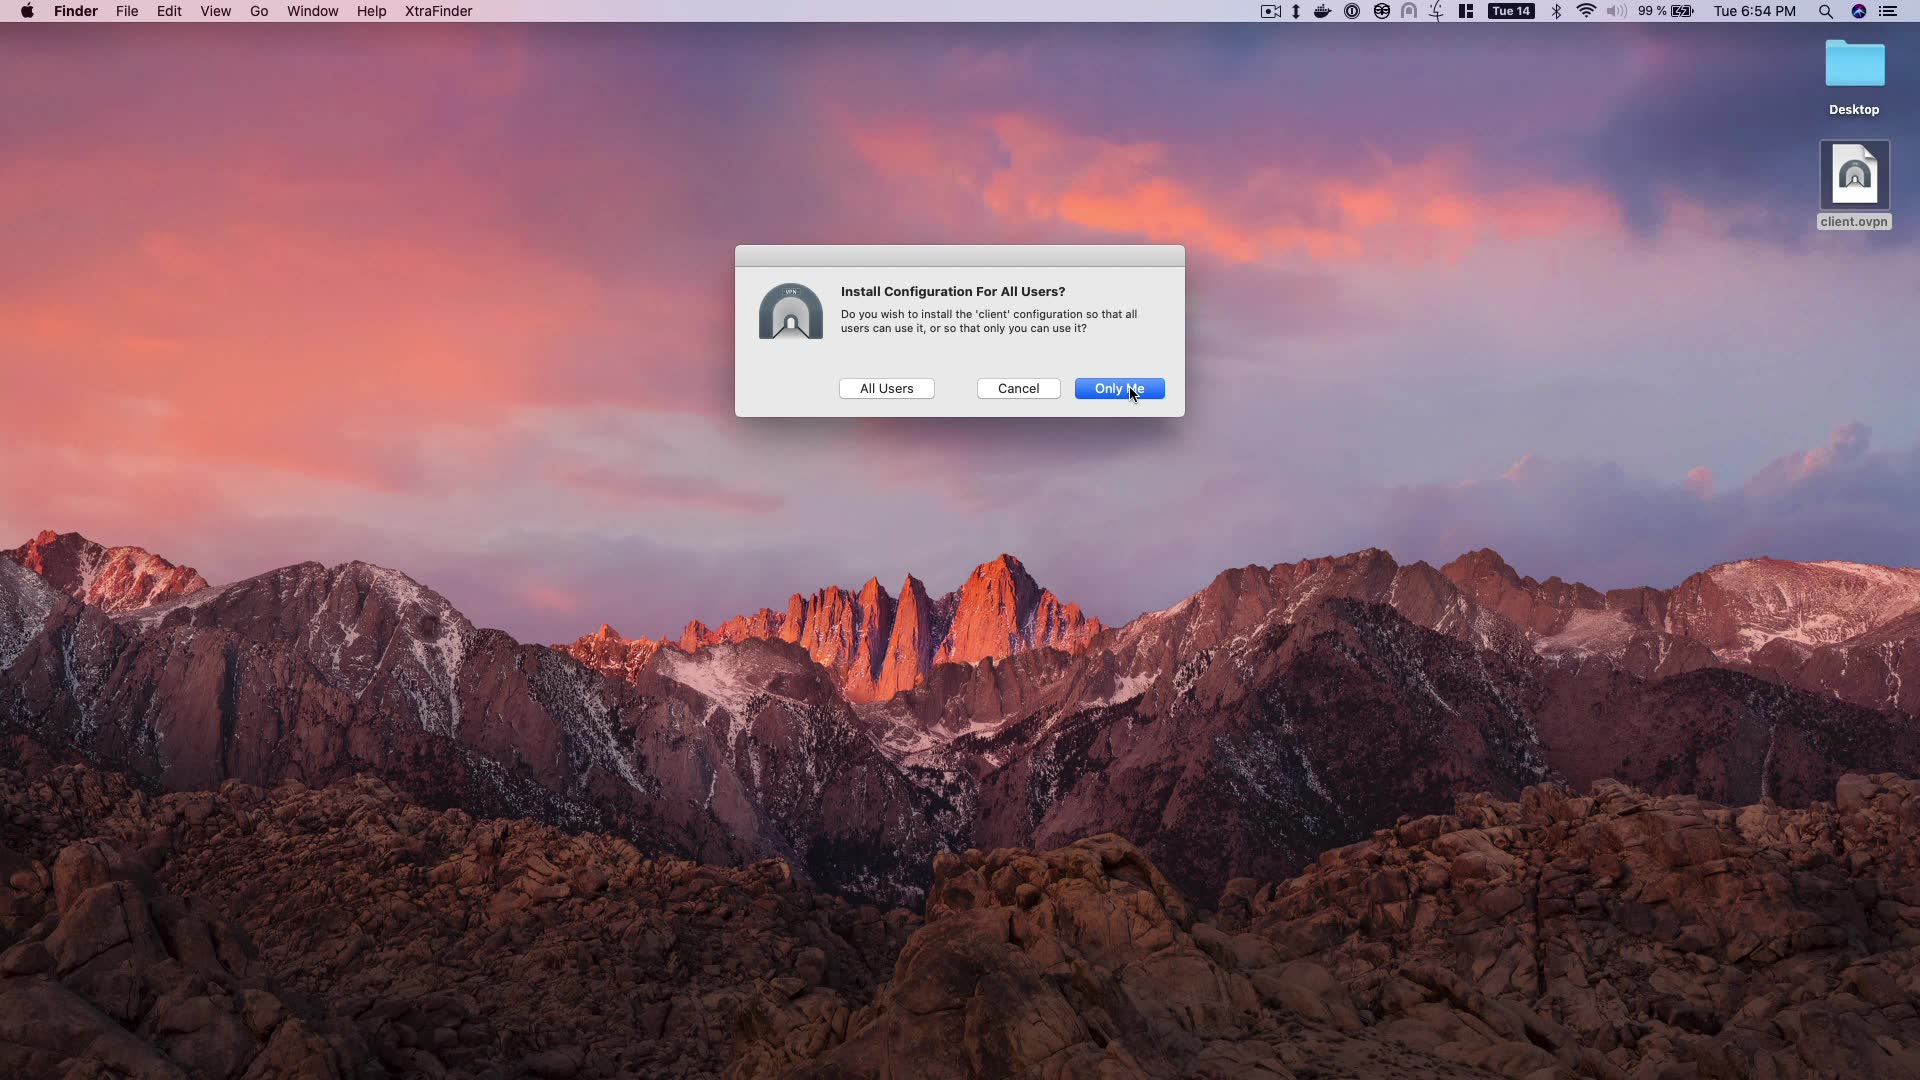 Finder File Edit View Go Window Help XtraFinder Tue 14 99 % Tue 6:54 PM
Desktop
client.ovpn
VPN
Install Configuration For All Users?
Do you wish to install the 'client' configuration so that all
users can use it, or so that only you can use it?
All Users Cancel Only Me